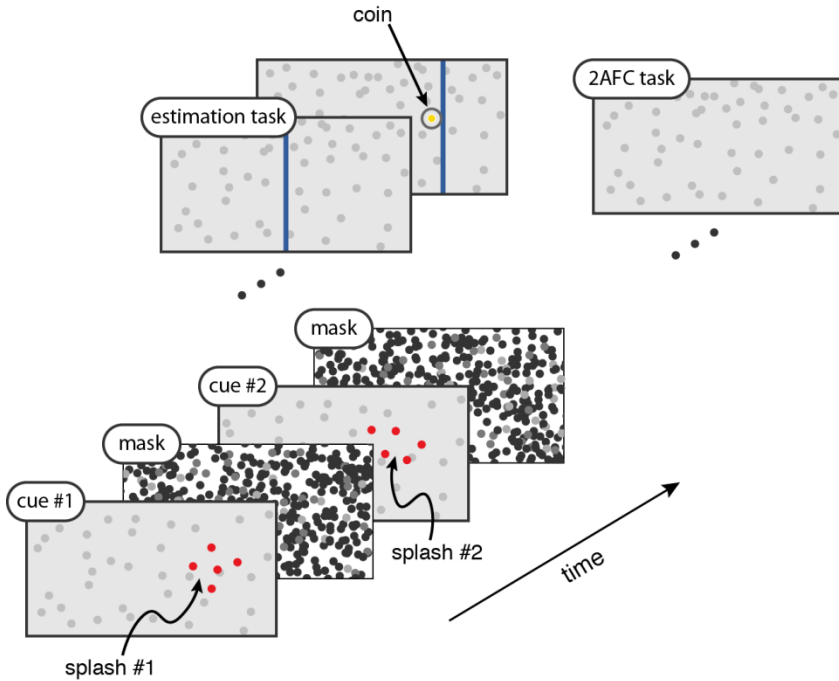 coin
2AFC task
estimation task
mask
cue #2
mask
cue #1
splash #2
time
splash #1